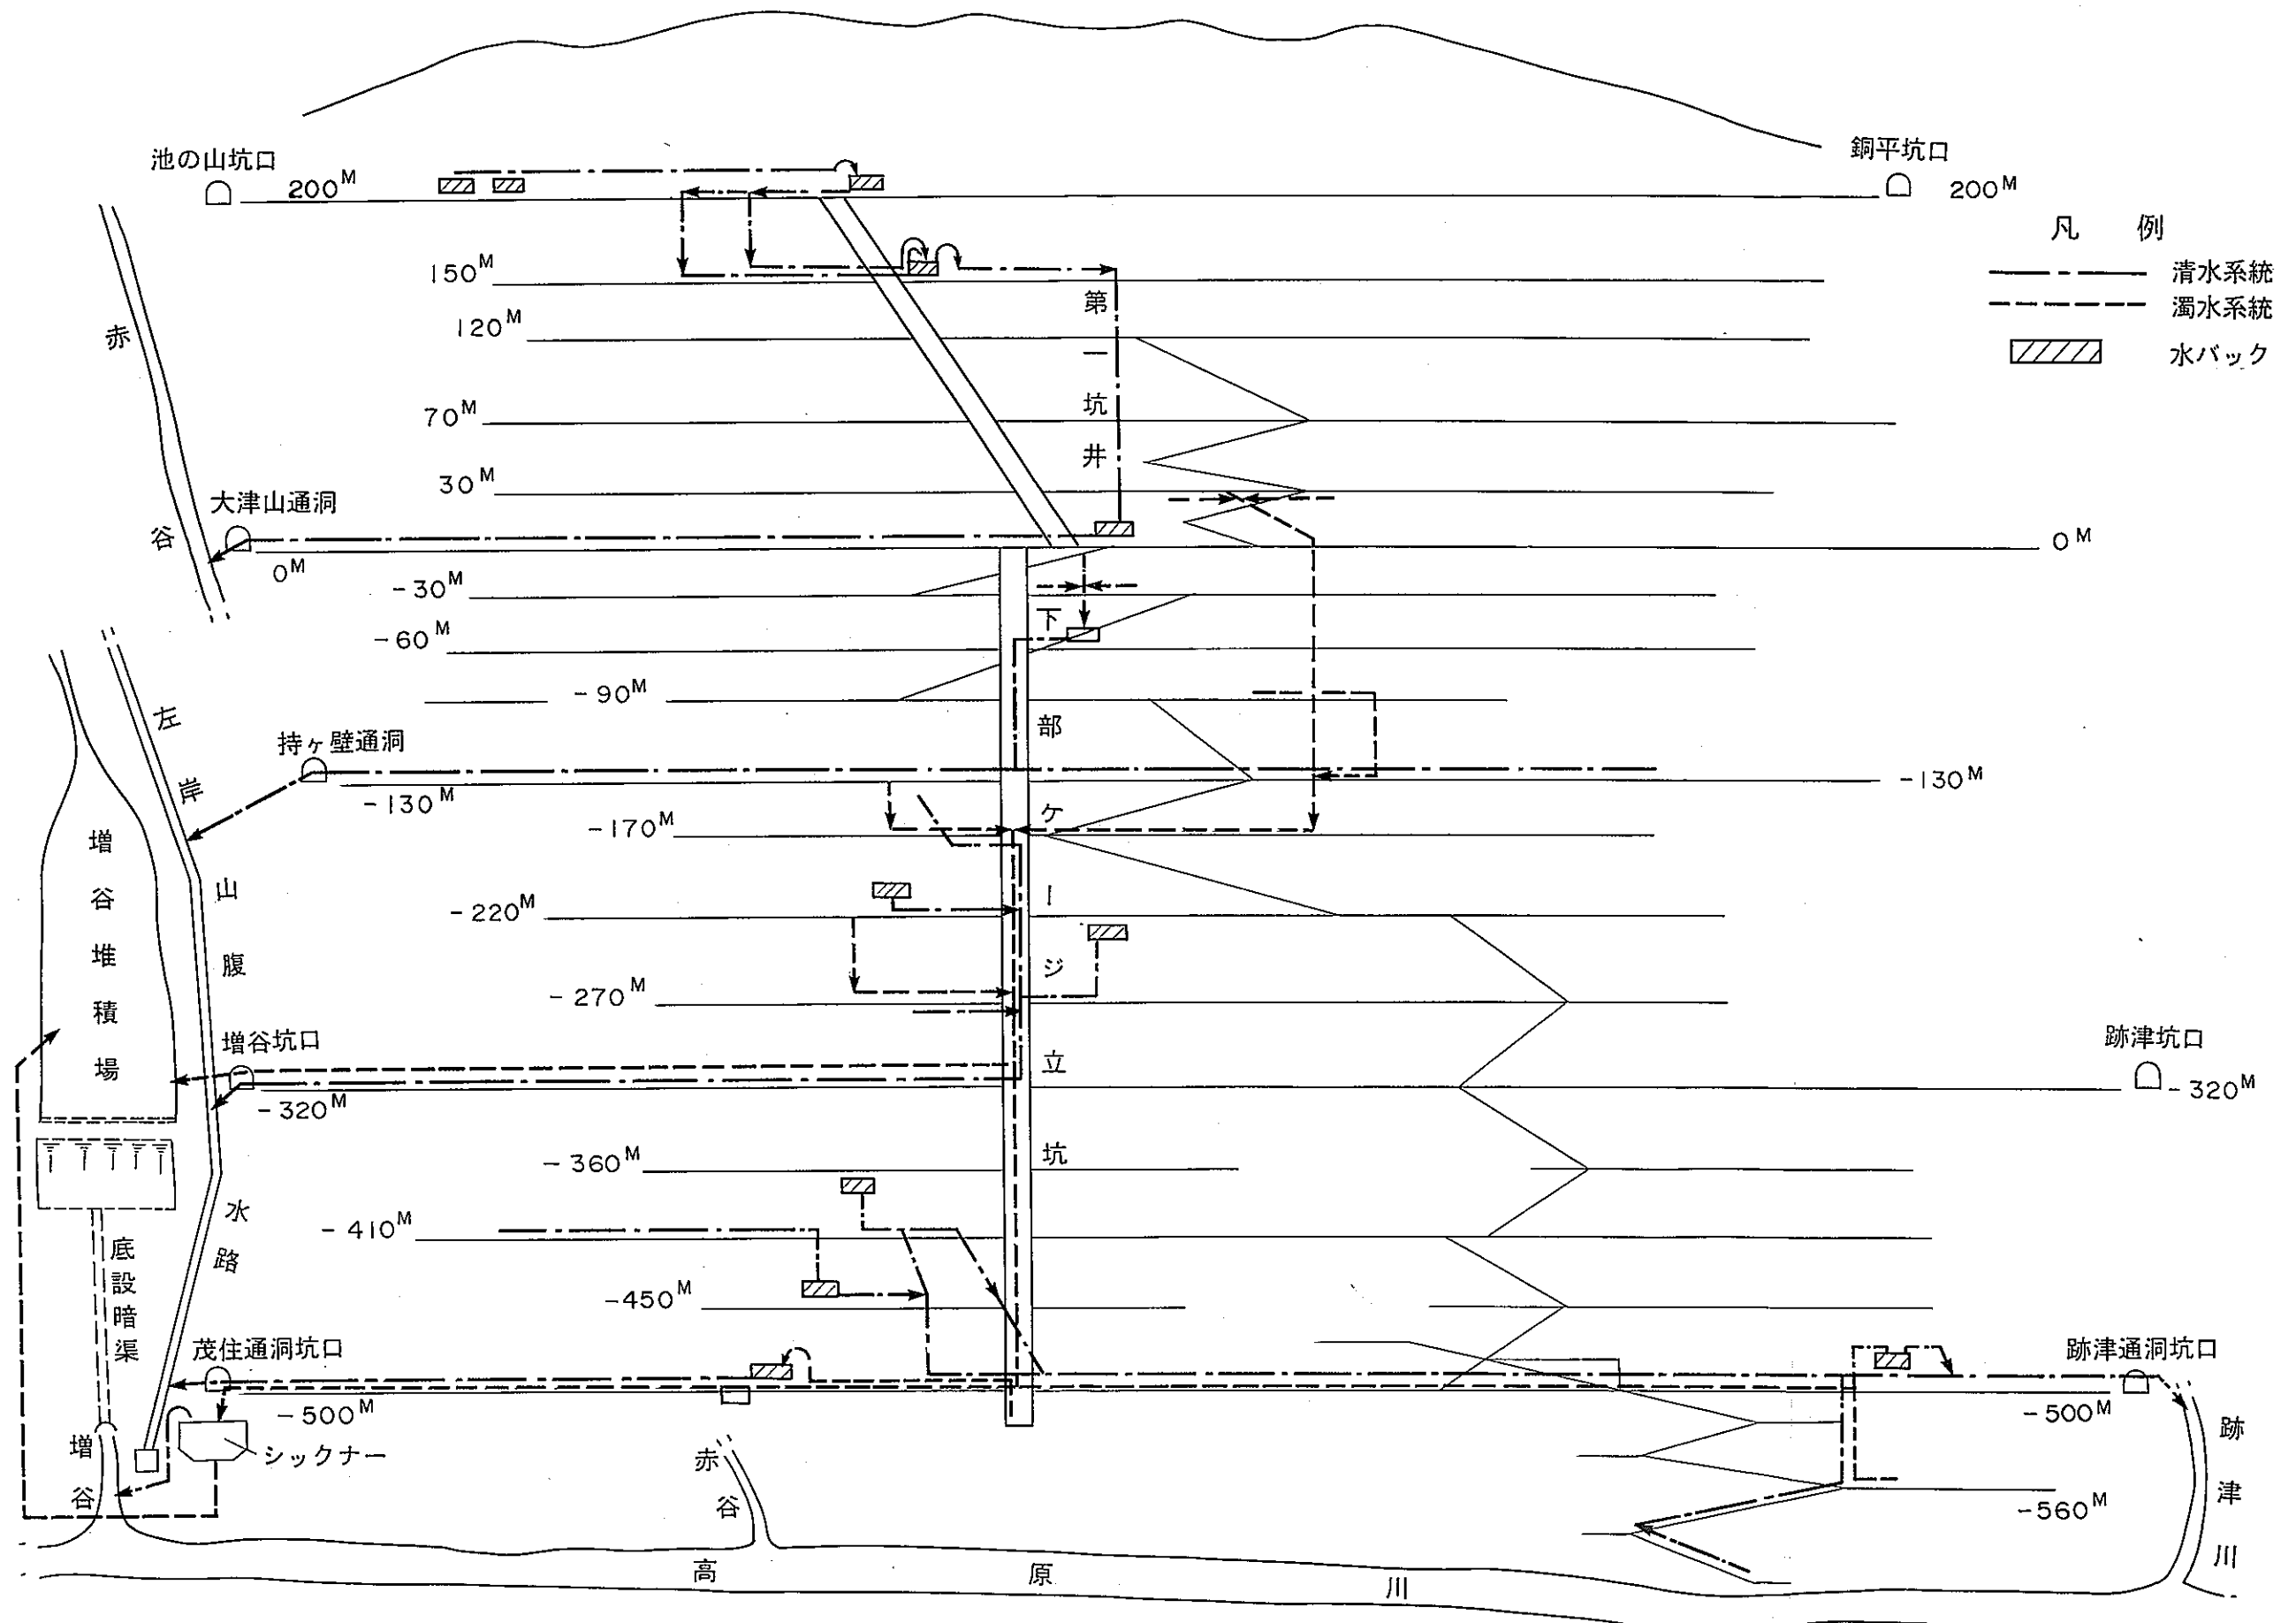 池の山坑口
200M
銅平坑口
200M
凡 例
清水系統
濁水系統
水バック
150M
120M
70M
30M
第一坑井
赤谷
大津山通洞
0M
0M
-30M
-60M
-90M
下部ケージ立坑
左岸山腹水路
持ヶ壁通洞
-130M
-130M
-170M
-220M
-270M
増谷堆積場
増谷坑口
-320M
跡津坑口
-320M
-360M
-410M
-450M
底設暗渠
茂住通洞坑口
-500M
跡津通洞坑口
-500M
シックナー
増谷
赤谷
-560M
跡津川
高原川